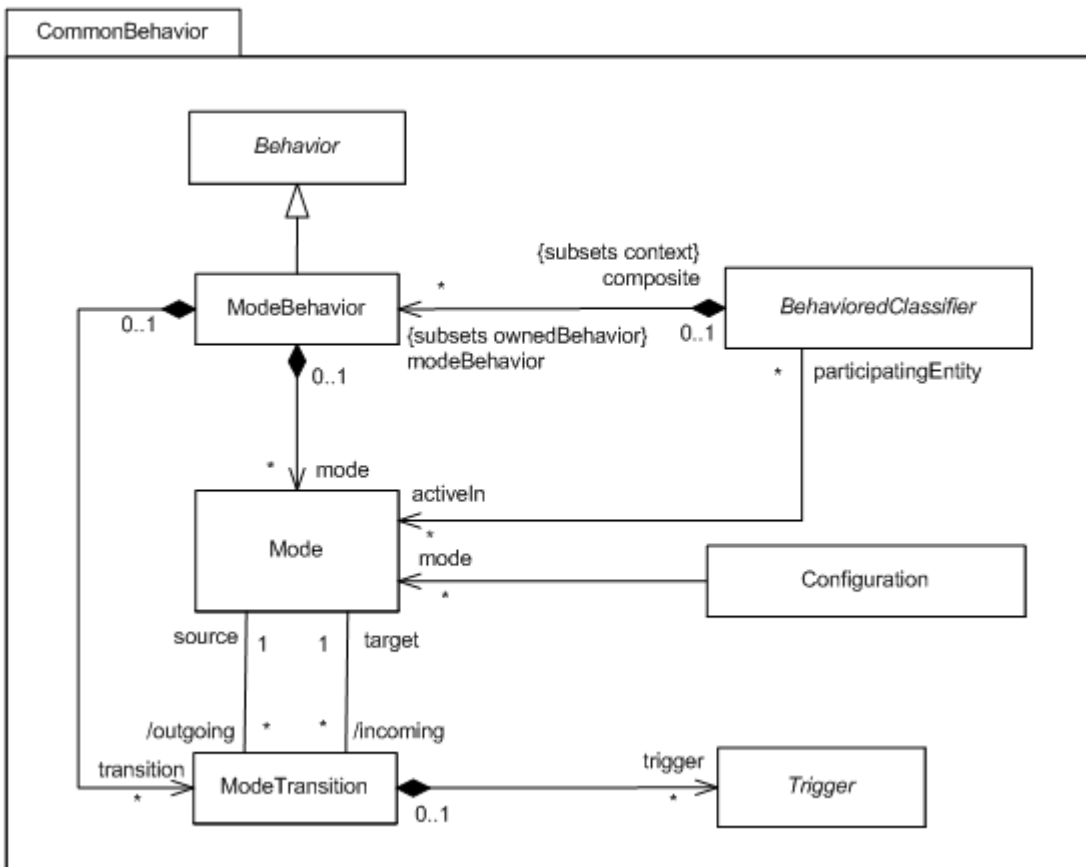 CommonBehavior
Behavior
{subsets context}
composite
*
ModeBehavior
BehavioredClassifier
0..1
0..1
{subsets ownedBehavior}
modeBehavior
0..1
*
participatingEntity
*
mode
activeIn
*
Mode
mode
*
Configuration
source
1
1
target
/outgoing
*
*
/incoming
transition
*
ModeTransition
0..1
trigger
*
Trigger